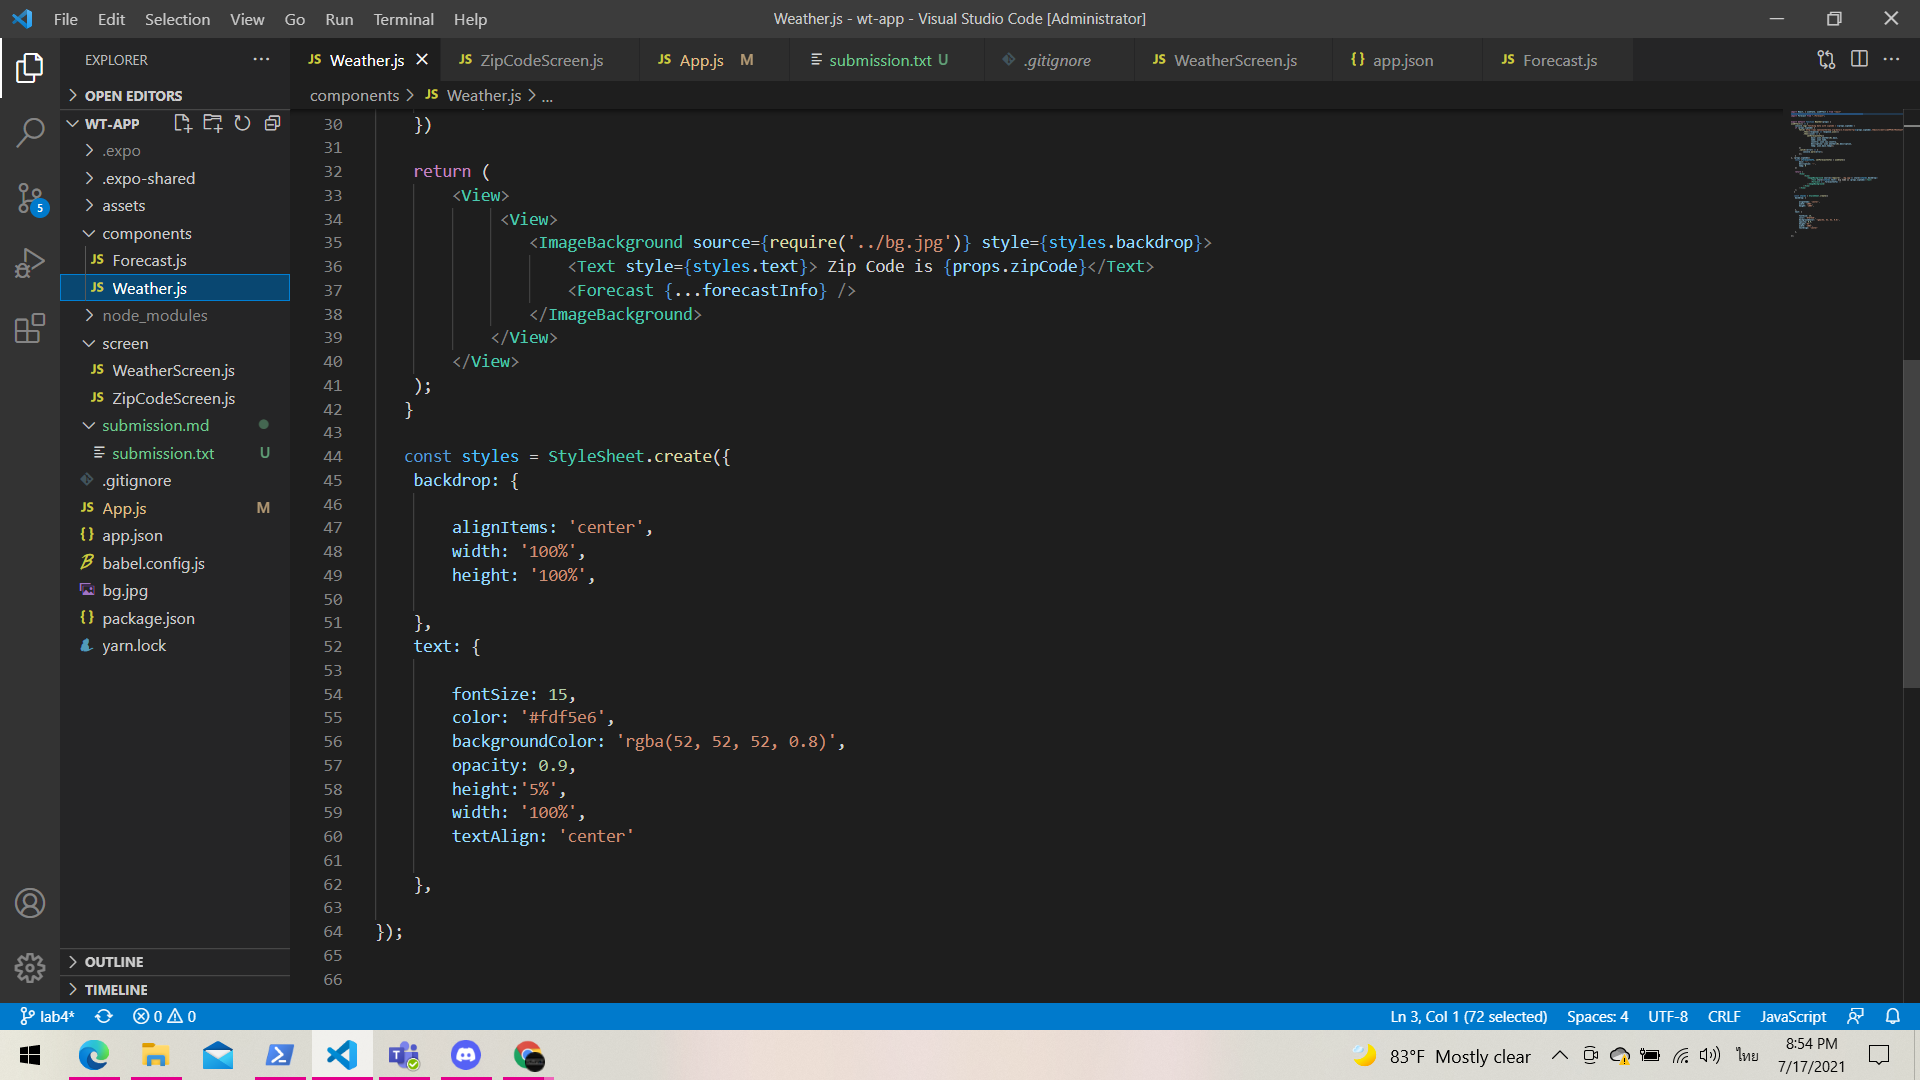 File Edit Selection View Go Run Terminal Help
Weather.js - wt-app - Visual Studio Code [Administrator]
EXPLORER
JS Weather.js
JS ZipCodeScreen.js
JS App.js M
submission.txt U
.gitignore
JS WeatherScreen.js
{} app.json
JS Forecast.js
components > JS Weather.js > ...
OPEN EDITORS
WT-APP
.expo
.expo-shared
assets
components
JS Forecast.js
JS Weather.js
node_modules
screen
JS WeatherScreen.js
JS ZipCodeScreen.js
submission.md
submission.txt U
.gitignore
JS App.js M
{} app.json
babel.config.js
bg.jpg
{} package.json
yarn.lock
OUTLINE
TIMELINE
5
30 })
31
32 return (
33 <View>
34 <View>
35 <ImageBackground source={require('../bg.jpg')} style={styles.backdrop}>
36 <Text style={styles.text}> Zip Code is {props.zipCode}</Text>
37 <Forecast {...forecastInfo} />
38 </ImageBackground>
39 </View>
40 </View>
41 );
42 }
43
44 const styles = StyleSheet.create({
45 backdrop: {
46
47 alignItems: 'center',
48 width: '100%',
49 height: '100%',
50
51 },
52 text: {
53
54 fontSize: 15,
55 color: '#fdf5e6',
56 backgroundColor: 'rgba(52, 52, 52, 0.8)',
57 opacity: 0.9,
58 height:'5%',
59 width: '100%',
60 textAlign: 'center'
61
62 },
63
64 });
65
66
lab4* 0 0
Ln 3, Col 1 (72 selected) Spaces: 4 UTF-8 CRLF JavaScript
83°F Mostly clear
ไทย
8:54 PM
7/17/2021